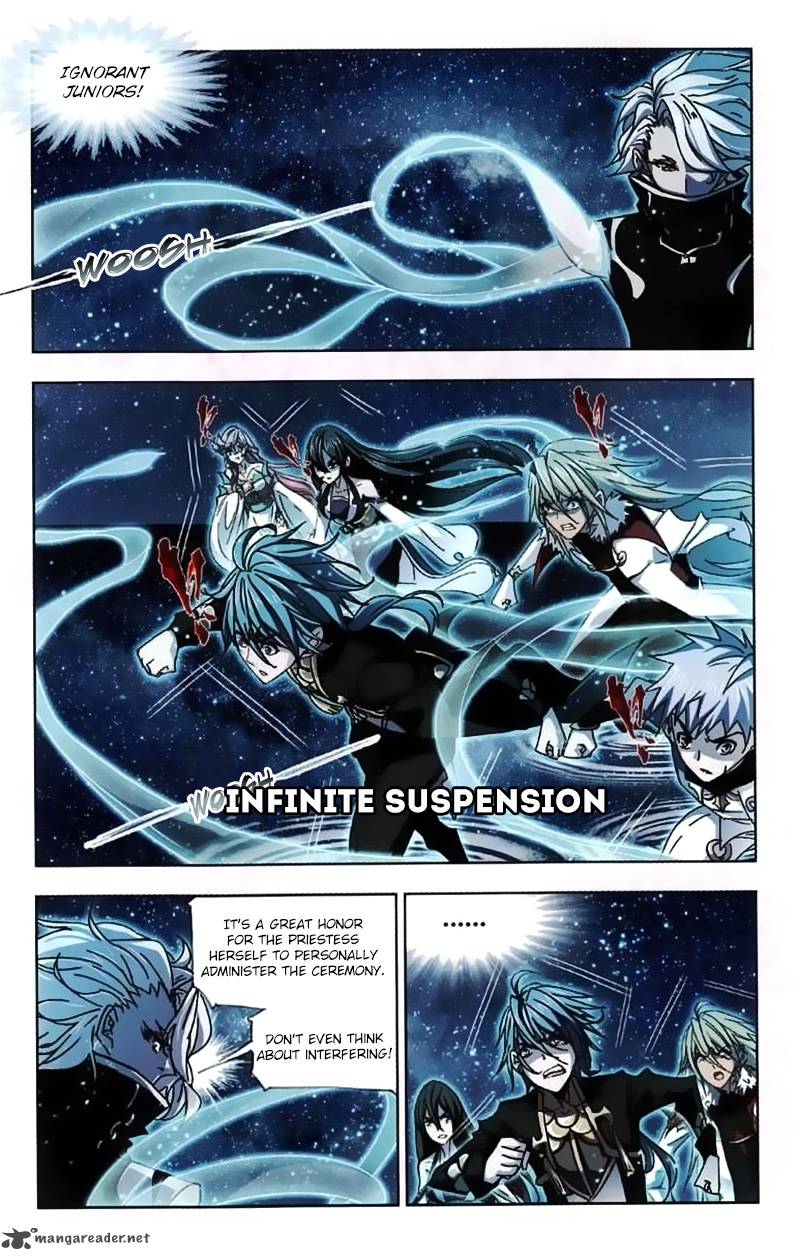 IGNORANT
JUNIORS!
WOOSH
WOOSH
INFINITE SUSPENSION
IT'S A GREAT HONOR
FOR THE PRIESTESS
HERSELF TO PERSONALLY
ADMINISTER THE CEREMONY.
DON'T EVEN THINK
ABOUT INTERFERING!
......
mangareader.net